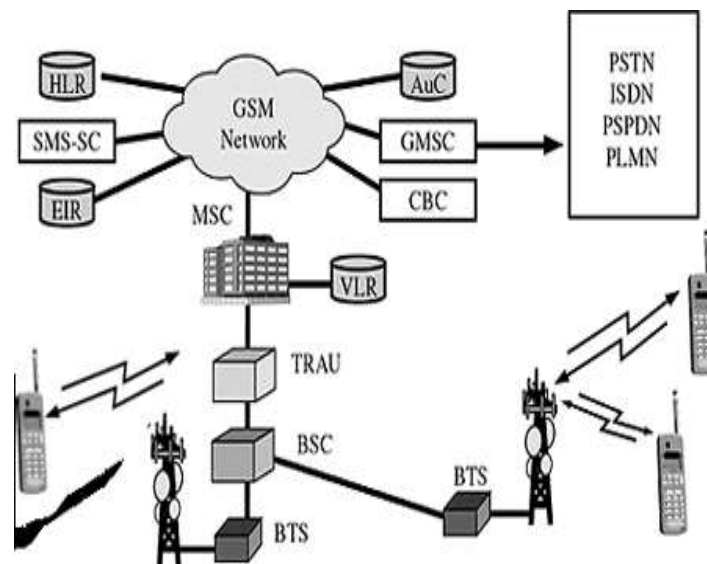 HLR
AuC
PSTN
ISDN
PSPDN
PLMN
GSM
Network
SMS-SC
GMSC
EIR
CBC
MSC
VLR
TRAU
BSC
BTS
BTS